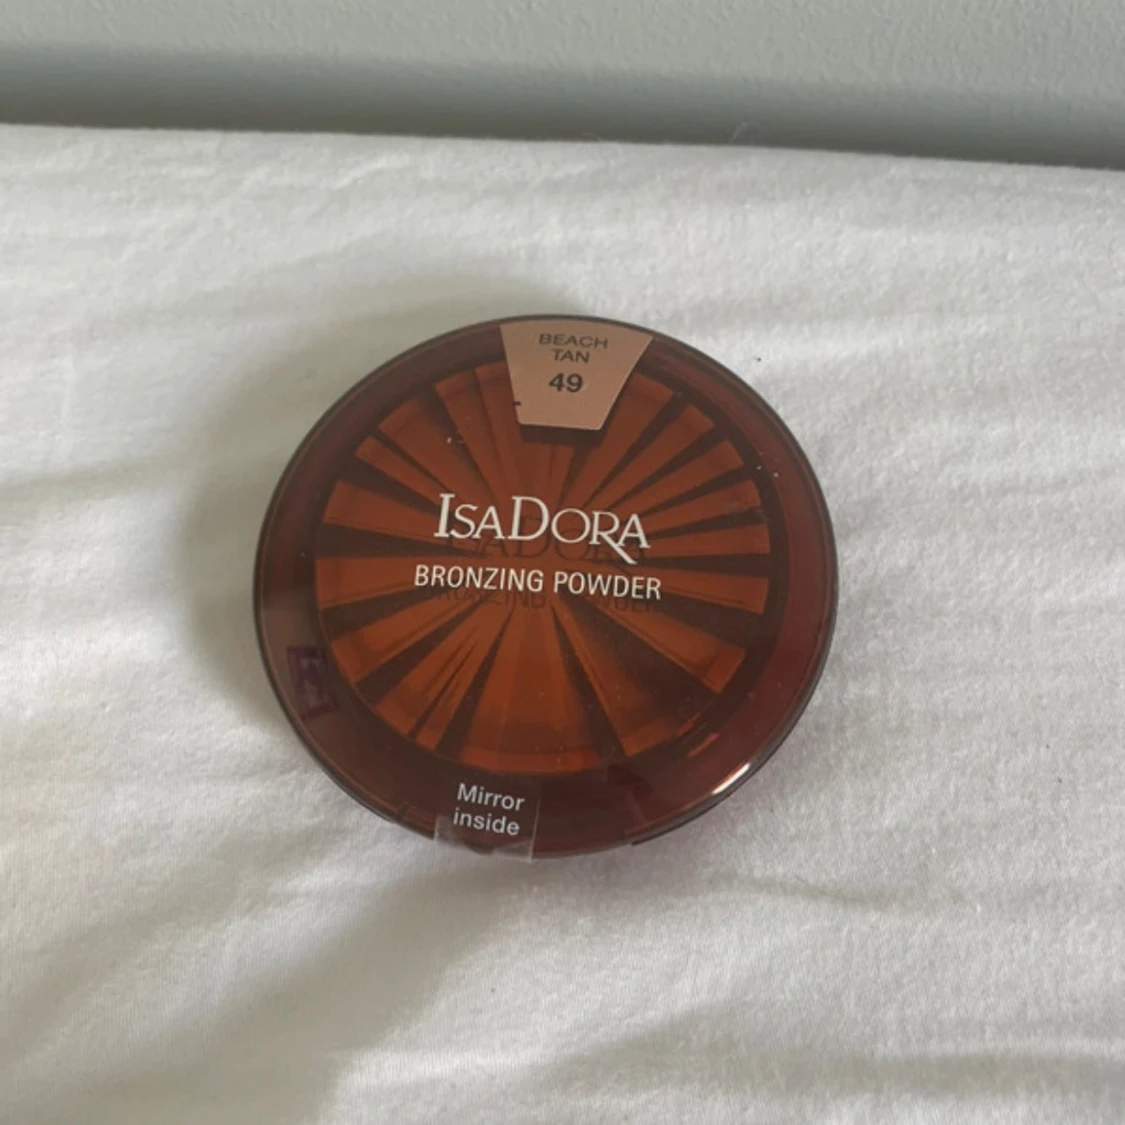 BEACH
TAN
49
ISADORA
BRONZING POWDER
Mirror
inside